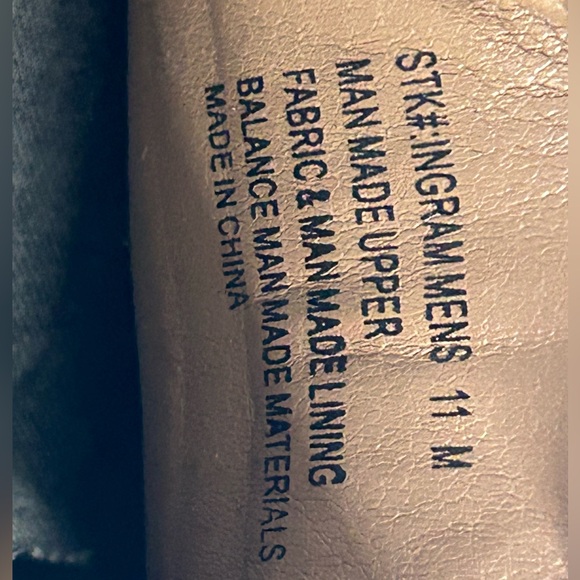 STK#:INGRAM MENS 11 M
MAN MADE UPPER
FABRIC & MAN MADE LINING
BALANCE MAN MADE MATERIALS
MADE IN CHINA